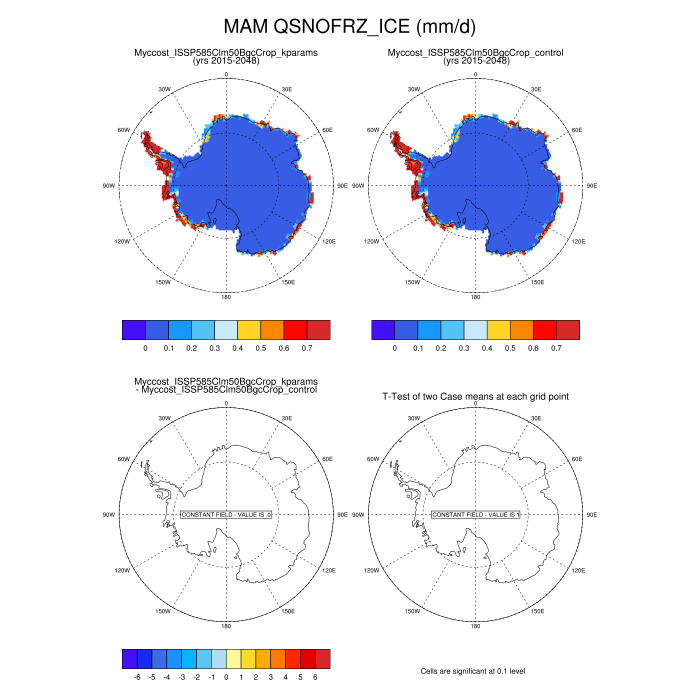 MAM QSNOFRZ_ICE (mm/d)
Myccost_ISSP585Clm50BgcCrop_kparams
(yrs 2015-2048)
0
30E
60E
90E
120E
150E
180
150W
120W
90W
60W
30W
0 0.1 0.2 0.3 0.4 0.5 0.6 0.7
Myccost_ISSP585Clm50BgcCrop_control
(yrs 2015-2048)
0
30E
60E
90E
120E
150E
180
150W
120W
90W
60W
30W
0 0.1 0.2 0.3 0.4 0.5 0.6 0.7
Myccost_ISSP585Clm50BgcCrop_kparams
- Myccost_ISSP585Clm50BgcCrop_control
0
30E
60E
90E
120E
150E
180
150W
120W
90W
60W
30W
CONSTANT FIELD - VALUE IS 0
-6 -5 -4 -3 -2 -1 0 1 2 3 4 5 6
T-Test of two Case means at each grid point
0
30E
60E
90E
120E
150E
180
150W
120W
90W
60W
30W
CONSTANT FIELD - VALUE IS 1
Cells are significant at 0.1 level